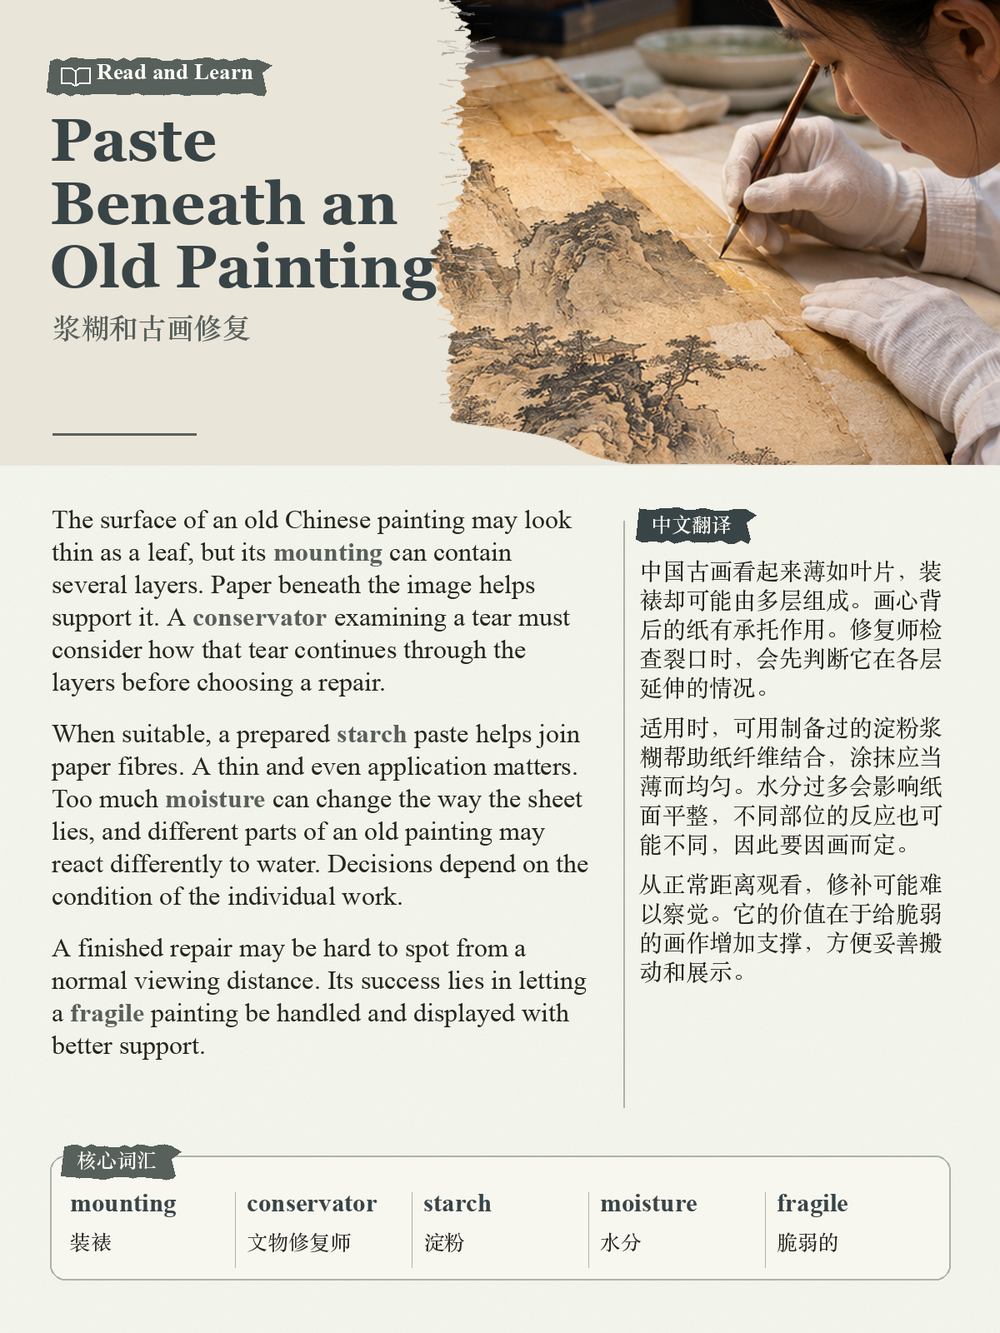 Read and Learn
Paste
Beneath an
Old Painting
浆糊和古画修复
The surface of an old Chinese painting may look
thin as a leaf, but its mounting can contain
several layers. Paper beneath the image helps
support it. A conservator examining a tear must
consider how that tear continues through the
layers before choosing a repair.
When suitable, a prepared starch paste helps join
paper fibres. A thin and even application matters.
Too much moisture can change the way the sheet
lies, and different parts of an old painting may
react differently to water. Decisions depend on the
condition of the individual work.
A finished repair may be hard to spot from a
normal viewing distance. Its success lies in letting
a fragile painting be handled and displayed with
better support.
中文翻译
中国古画看起来薄如叶片，装
裱却可能由多层组成。画心背
后的纸有承托作用。修复师检
查裂口时，会先判断它在各层
延伸的情况。
适用时，可用制备过的淀粉浆
糊帮助纸纤维结合，涂抹应当
薄而均匀。水分过多会影响纸
面平整，不同部位的反应也可
能不同，因此要因画而定。
从正常距离观看，修补可能难
以察觉。它的价值在于给脆弱
的画作增加支撑，方便妥善搬
动和展示。
核心词汇
mounting
装裱
conservator
文物修复师
starch
淀粉
moisture
水分
fragile
脆弱的